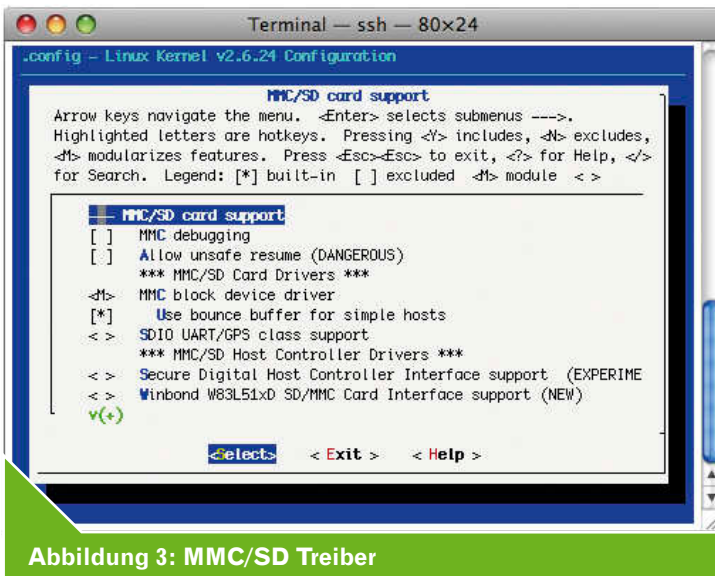 Terminal — ssh — 80×24
.config - Linux Kernel v2.6.24 Configuration
MMC/SD card support
Arrow keys navigate the menu.  <Enter> selects submenus --->.
Highlighted letters are hotkeys.  Pressing <Y> includes, <N> excludes,
<M> modularizes features.  Press <Esc><Esc> to exit, <?> for Help, </>
for Search.  Legend: [*] built-in  [ ] excluded  <M> module  < >
--- MMC/SD card support
[ ]   MMC debugging
[ ]   Allow unsafe resume (DANGEROUS)
*** MMC/SD Card Drivers ***
<M>   MMC block device driver
[*]     Use bounce buffer for simple hosts
< >   SDIO UART/GPS class support
*** MMC/SD Host Controller Drivers ***
< >   Secure Digital Host Controller Interface support  (EXPERIME
< >   Winbond W83L51xD SD/MMC Card Interface support (NEW)
v(+)
<Select>    < Exit >    < Help >
Abbildung 3: MMC/SD Treiber